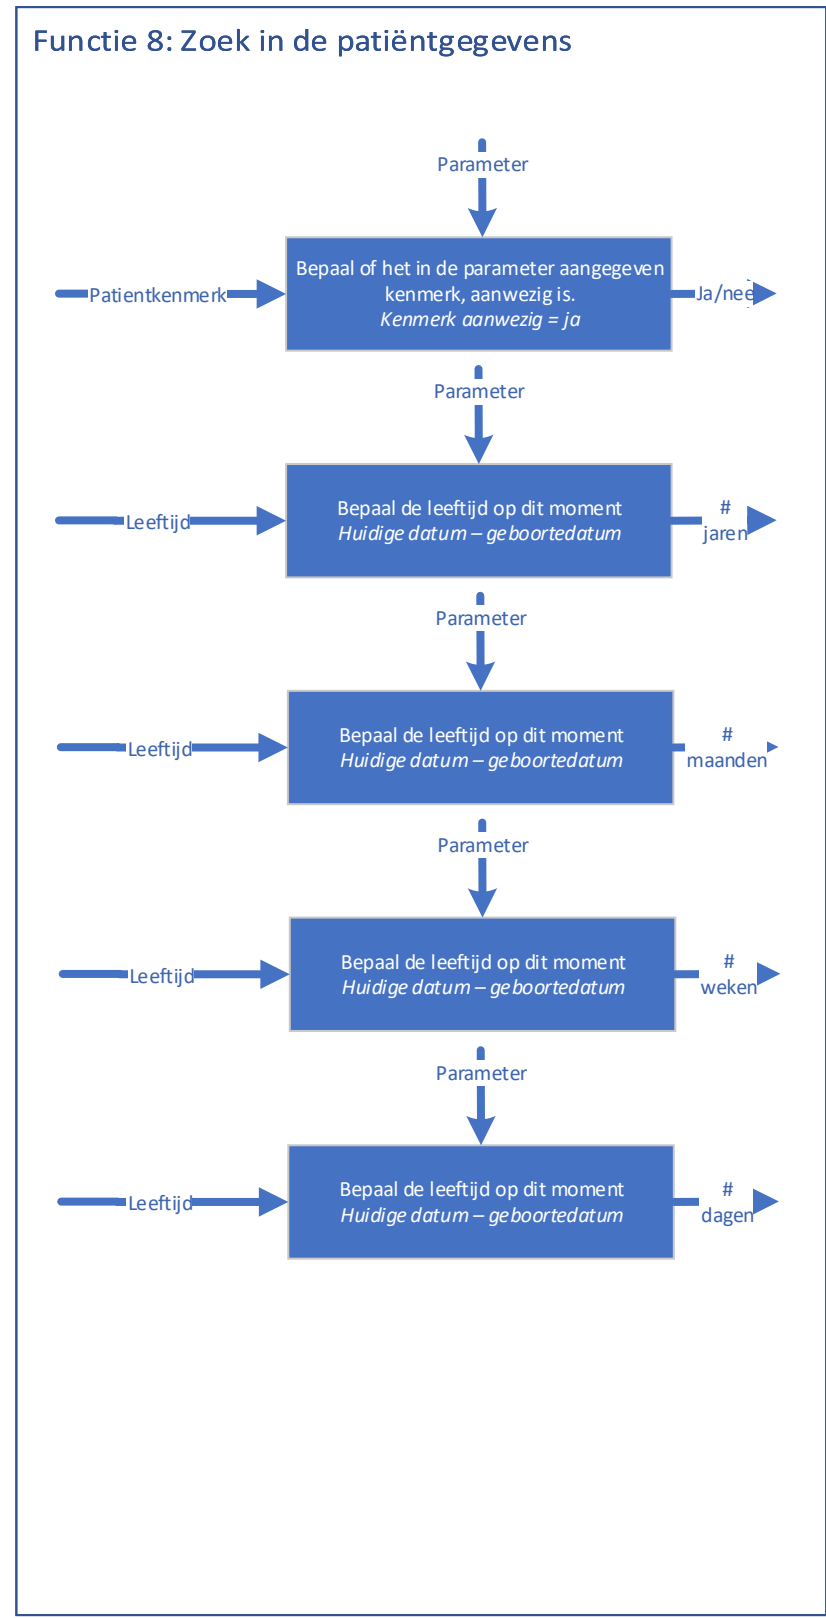 Functie 8: Zoek in de patiëntgegevens
Parameter
Bepaal of het in de parameter aangegeven
kenmerk, aanwezig is.
Kenmerk aanwezig = ja
Patientkenmerk
Ja/nee
Parameter
Leeftijd
Bepaal de leeftijd op dit moment
Huidige datum – geboortedatum
#
jaren
Parameter
Leeftijd
Bepaal de leeftijd op dit moment
Huidige datum – geboortedatum
#
maanden
Parameter
Leeftijd
Bepaal de leeftijd op dit moment
Huidige datum – geboortedatum
#
weken
Parameter
Leeftijd
Bepaal de leeftijd op dit moment
Huidige datum – geboortedatum
#
dagen